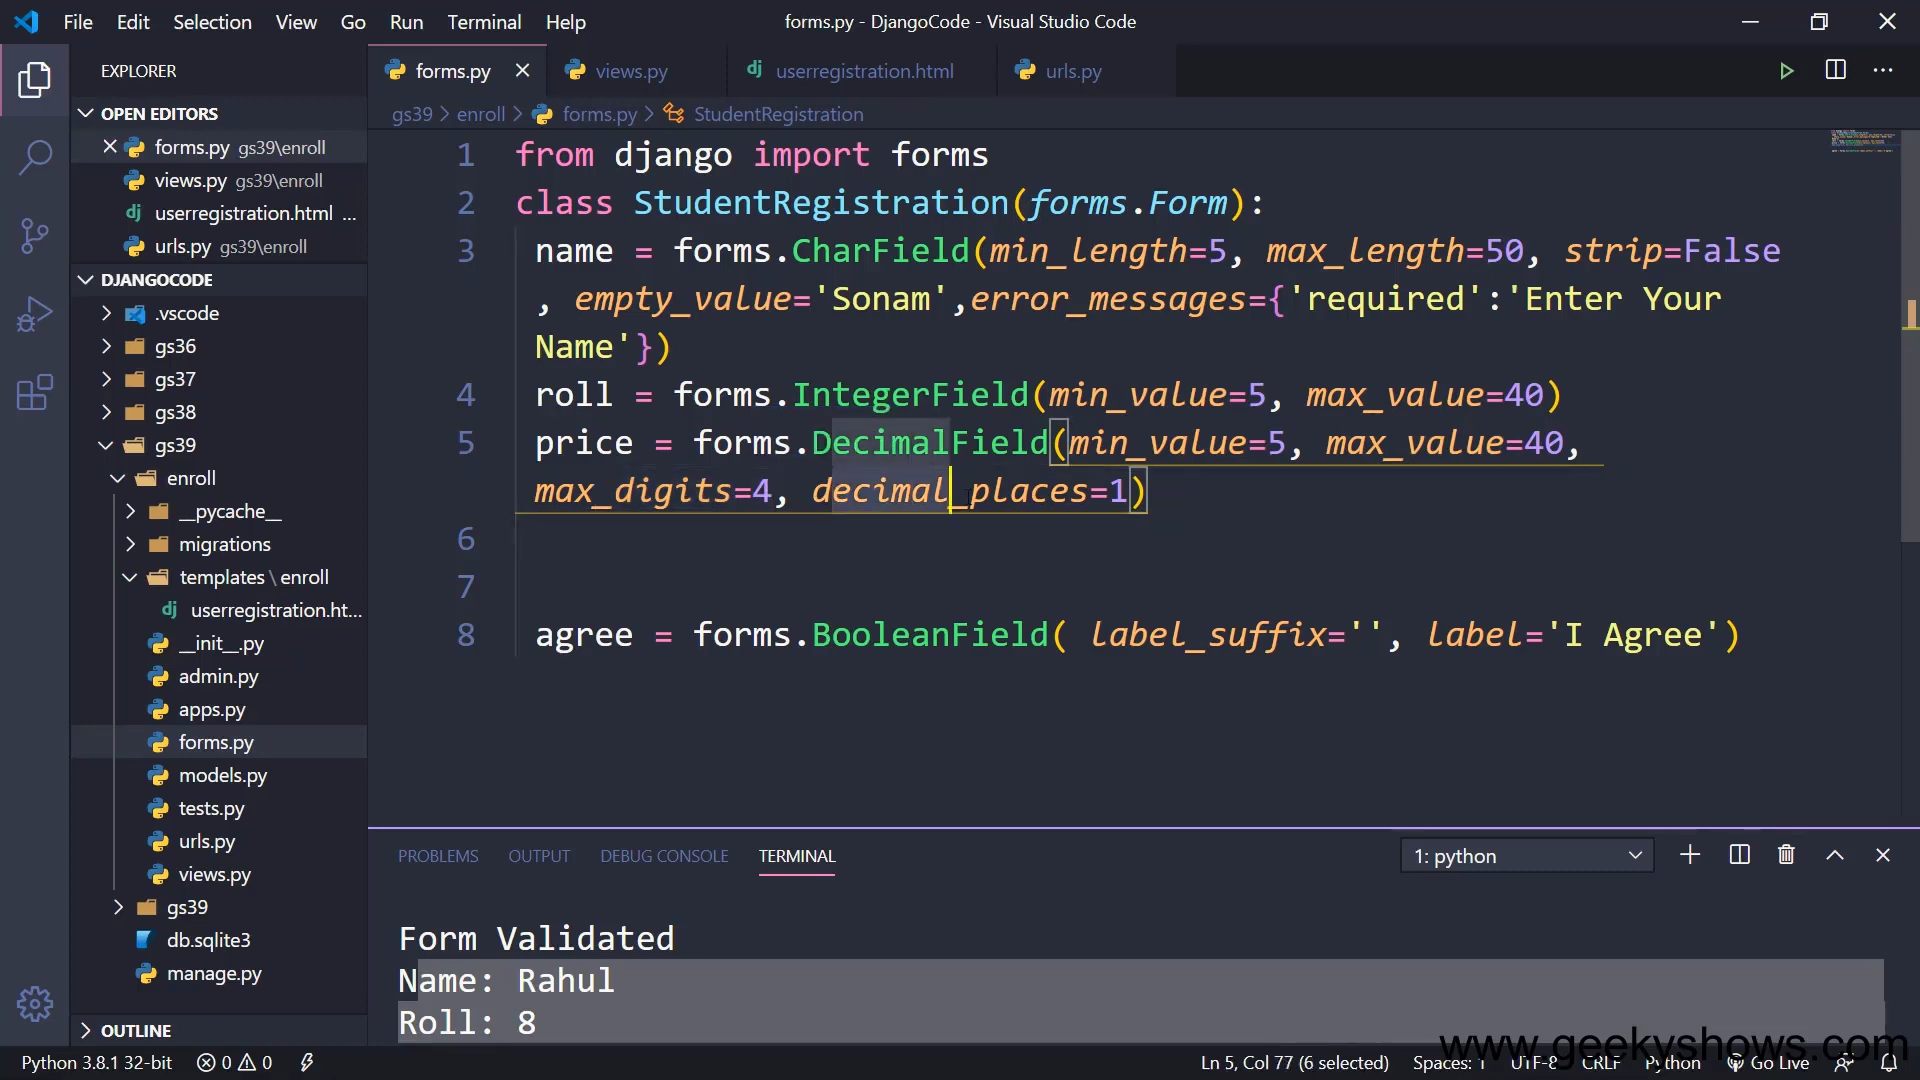 File Edit Selection View Go Run Terminal Help
forms.py - DjangoCode - Visual Studio Code
EXPLORER
OPEN EDITORS
forms.py gs39\enroll
views.py gs39\enroll
userregistration.html ...
urls.py gs39\enroll
DJANGOCODE
.vscode
gs36
gs37
gs38
gs39
enroll
__pycache__
migrations
templates\enroll
userregistration.ht...
__init__.py
admin.py
apps.py
forms.py
models.py
tests.py
urls.py
views.py
gs39
db.sqlite3
manage.py
OUTLINE
forms.py views.py userregistration.html urls.py
gs39 > enroll > forms.py > StudentRegistration
1 from django import forms
2 class StudentRegistration(forms.Form):
3 name = forms.CharField(min_length=5, max_length=50, strip=False
, empty_value='Sonam',error_messages={'required':'Enter Your
Name'})
4 roll = forms.IntegerField(min_value=5, max_value=40)
5 price = forms.DecimalField(min_value=5, max_value=40,
max_digits=4, decimal_places=1)
6
7
8 agree = forms.BooleanField( label_suffix='', label='I Agree')
PROBLEMS OUTPUT DEBUG CONSOLE TERMINAL
1: python
Form Validated
Name: Rahul
Roll: 8
www.geekyshows.com
Python 3.8.1 32-bit 0 0
Ln 5, Col 77 (6 selected) Spaces: 1 UTF-8 CRLF Python Go Live